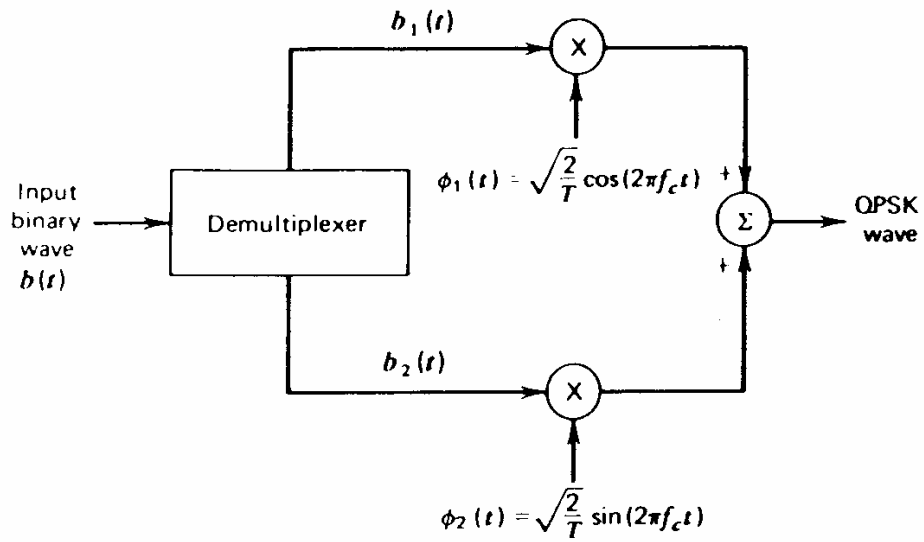 b₁(t)
X
ϕ₁(t) = √(2/T) cos(2πf_c t)
Input
binary
wave
b(t)
Demultiplexer
+
Σ
+
QPSK
wave
b₂(t)
X
ϕ₂(t) = √(2/T) sin(2πf_c t)